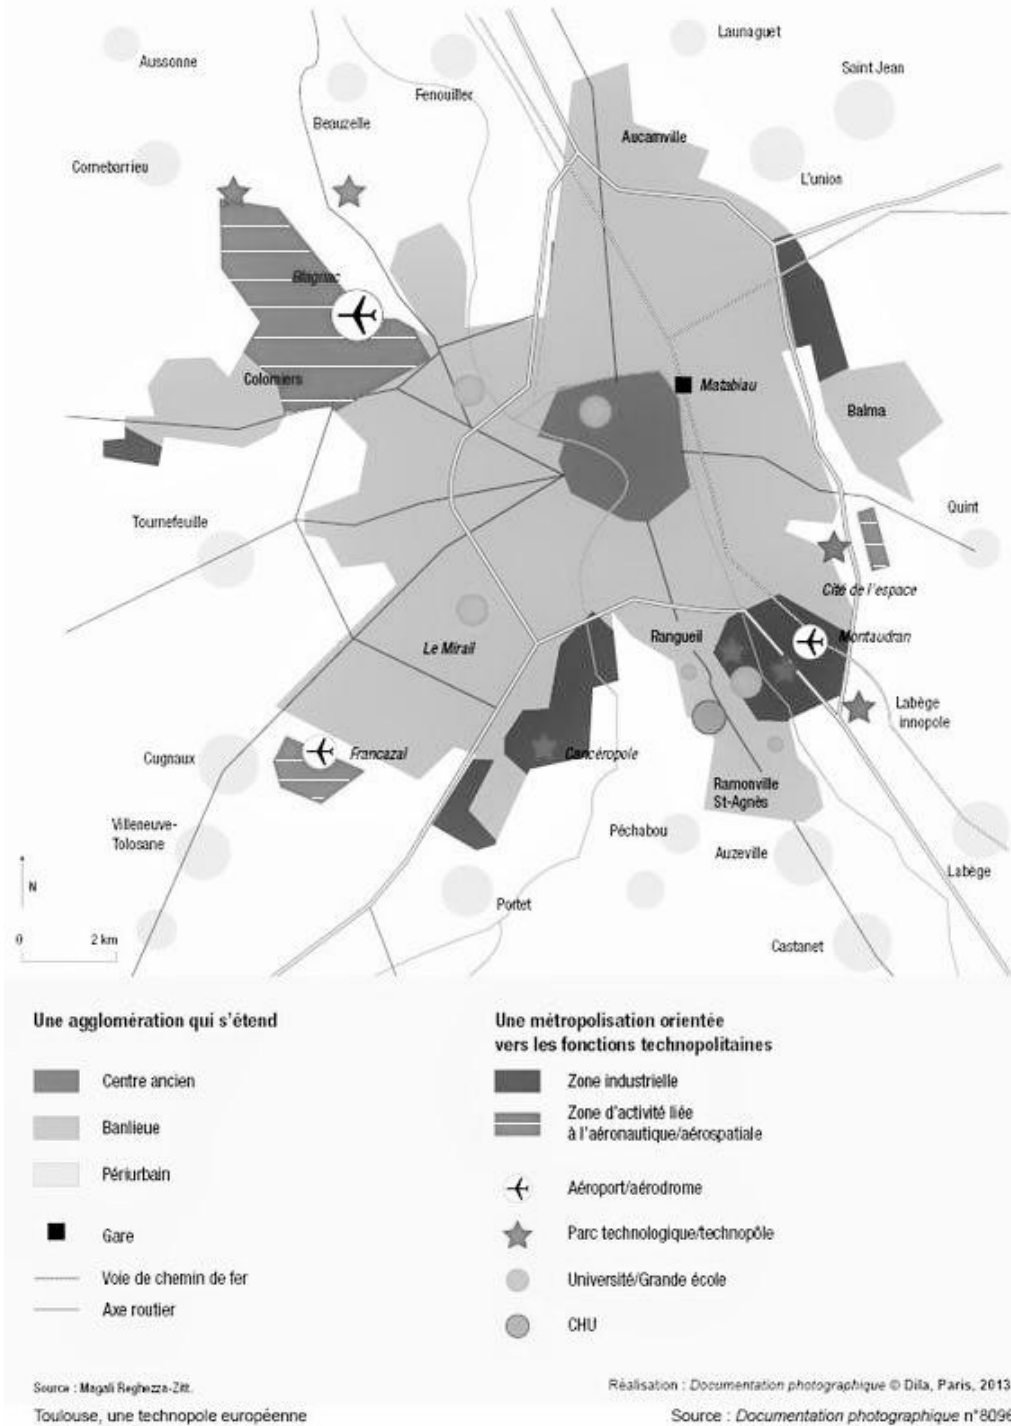 Launaguet
Aussonne
Saint Jean
Fenouiller
Beauzelle
Aucamville
Cornebarrieu
L'union
Blagnac
Colomiers
Matabiau
Balma
Quint
Tournefeuille
Cité de l'espace
Rangueil
Montaudran
Le Mirail
Labège
innopole
Cugnaux
Francazal
Cancéropole
Ramonville
St-Agnès
Villeneuve-
Tolosane
Péchabou
Auzeville
Labège
N
Portet
0
2 km
Castanet
Une agglomération qui s'étend
Centre ancien
Banlieue
Périurbain
Gare
Voie de chemin de fer
Axe routier
Une métropolisation orientée
vers les fonctions technopolitaines
Zone industrielle
Zone d'activité liée
à l'aéronautique/aérospatiale
Aéroport/aérodrome
Parc technologique/technopôle
Université/Grande école
CHU
Source : Magali Reghezza-Zitt.
Réalisation : Documentation photographique © Dila, Paris, 2013
Toulouse, une technopole européenne
Source : Documentation photographique n°8096